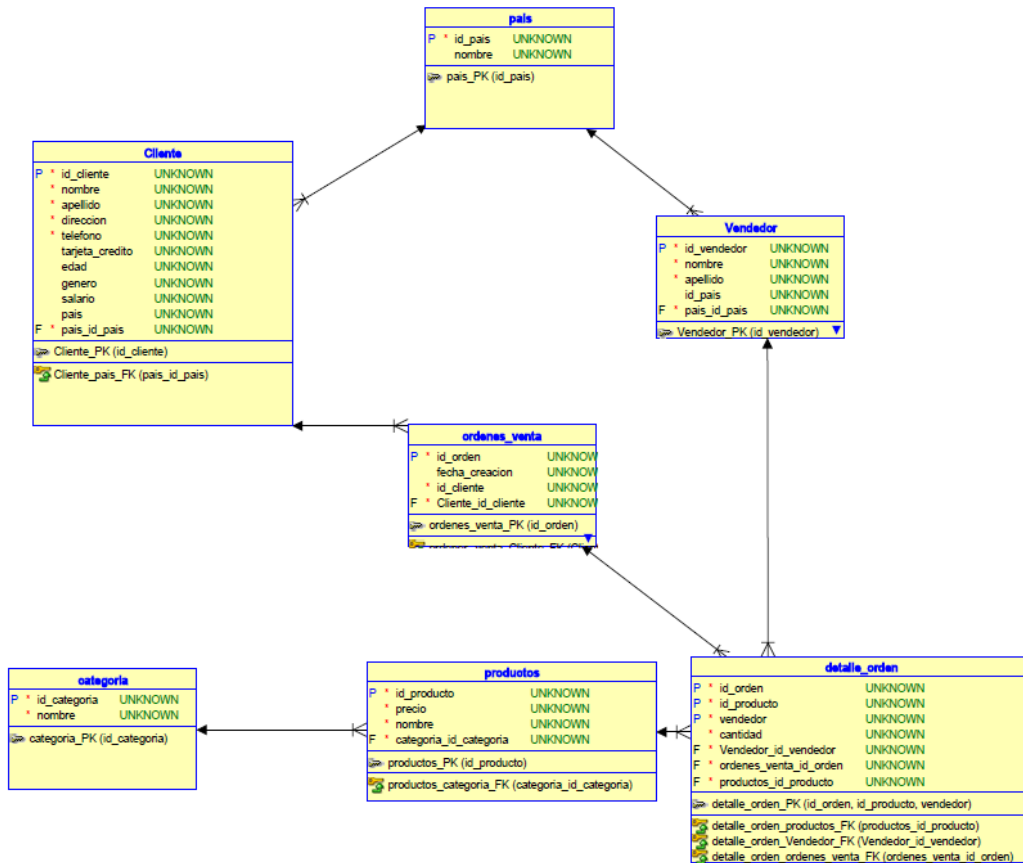 pais
P * id_pais UNKNOWN
nombre UNKNOWN
pais_PK (id_pais)
Cliente
P * id_cliente UNKNOWN
* nombre UNKNOWN
* apellido UNKNOWN
* direccion UNKNOWN
* telefono UNKNOWN
tarjeta_credito UNKNOWN
edad UNKNOWN
genero UNKNOWN
salario UNKNOWN
pais UNKNOWN
F * pais_id_pais UNKNOWN
Cliente_PK (id_cliente)
Cliente_pais_FK (pais_id_pais)
Vendedor
P * id_vendedor UNKNOWN
* nombre UNKNOWN
* apellido UNKNOWN
id_pais UNKNOWN
F * pais_id_pais UNKNOWN
Vendedor_PK (id_vendedor)
ordenes_venta
P * id_orden UNKNOW
fecha_creacion UNKNOW
* id_cliente UNKNOW
F * Cliente_id_cliente UNKNOW
ordenes_venta_PK (id_orden)
categoria
P * id_categoria UNKNOWN
* nombre UNKNOWN
categoria_PK (id_categoria)
productos
P * id_producto UNKNOWN
* precio UNKNOWN
* nombre UNKNOWN
F * categoria_id_categoria UNKNOWN
productos_PK (id_producto)
productos_categoria_FK (categoria_id_categoria)
detalle_orden
P * id_orden UNKNOWN
P * id_producto UNKNOWN
P * vendedor UNKNOWN
* cantidad UNKNOWN
F * Vendedor_id_vendedor UNKNOWN
F * ordenes_venta_id_orden UNKNOWN
F * productos_id_producto UNKNOWN
detalle_orden_PK (id_orden, id_producto, vendedor)
detalle_orden_productos_FK (productos_id_producto)
detalle_orden_Vendedor_FK (Vendedor_id_vendedor)
detalle_orden_ordenes_venta_FK (ordenes_venta_id_orden)